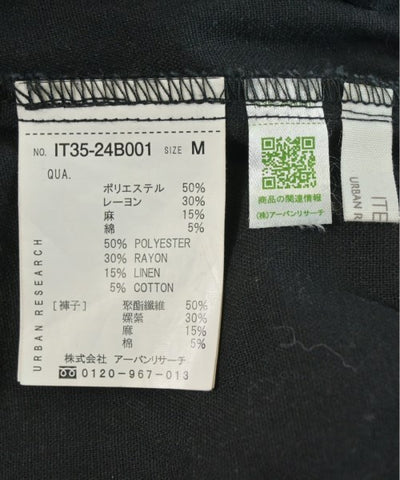 NO. IT35-24B001 SIZE M
QUA.
ポリエステル 50%
レーヨン 30%
麻 15%
綿 5%
50% POLYESTER
30% RAYON
15% LINEN
5% COTTON
[褲子] 聚酯纖維 50%
嫘縈 30%
麻 15%
棉 5%
株式会社 アーバンリサーチ
0120-967-013
URBAN RESEARCH
商品の関連情報
(株)アーバンリサーチ
ITE
URBAN R